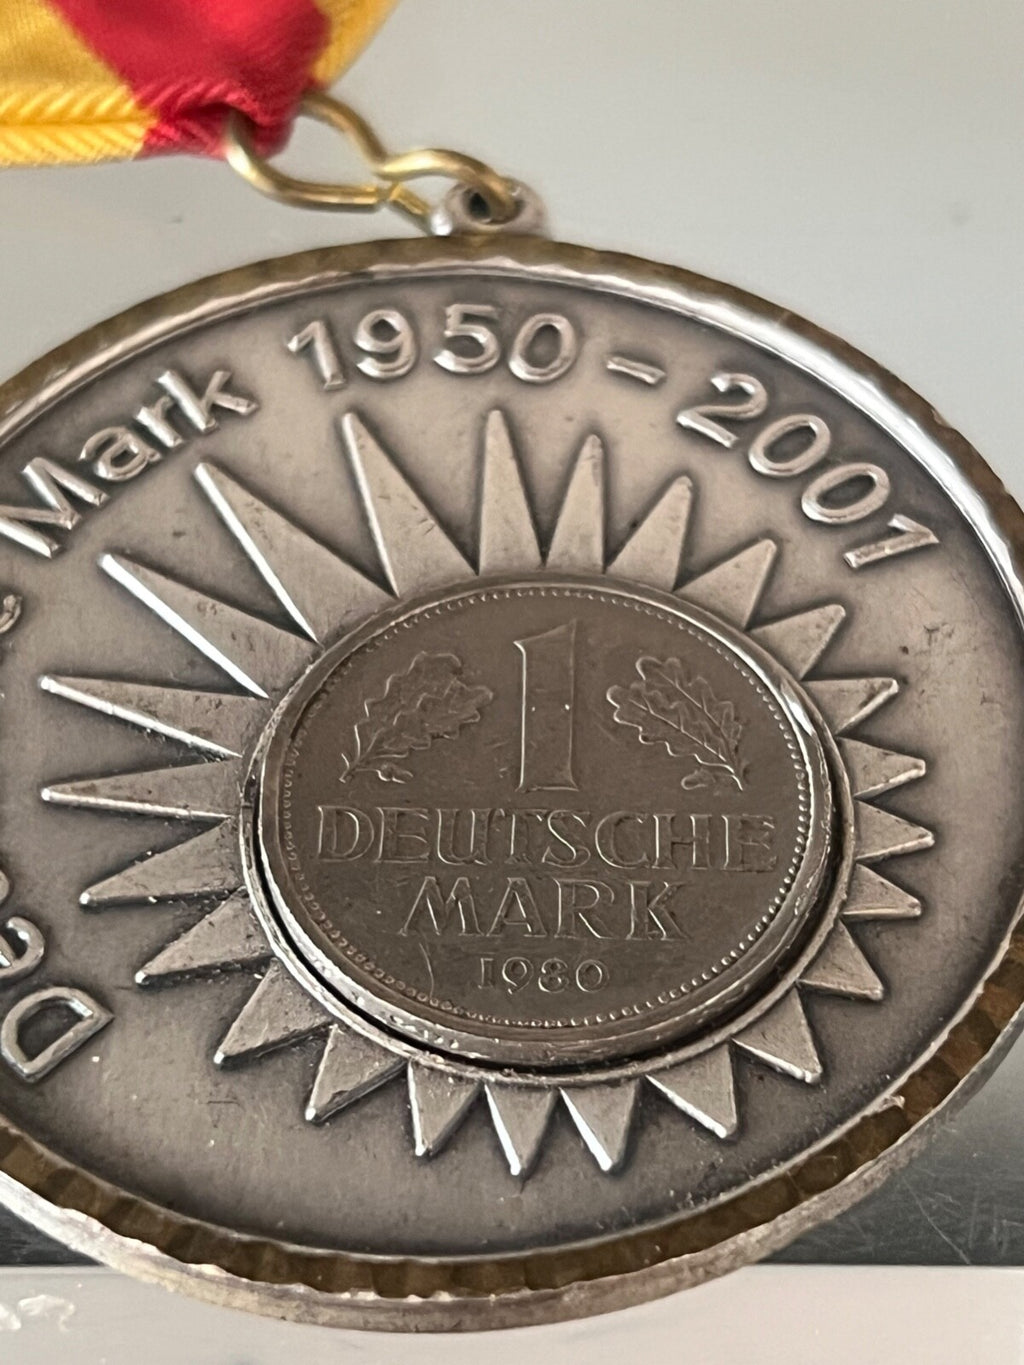 Mark 1950 - 2001
1
DEUTSCHE
MARK
1980